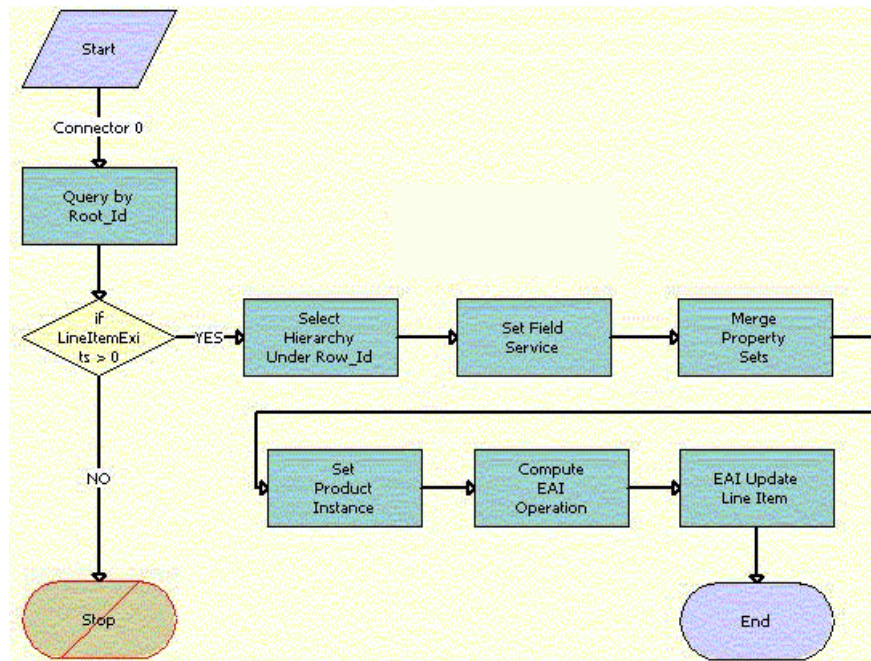 Start
Connector 0
Query by
Root_Id
if
LineItemExi
ts > 0
YES
Select
Hierarchy
Under Row_Id
Set Field
Service
Merge
Property
Sets
NO
Set
Product
Instance
Compute
EAI
Operation
EAI Update
Line Item
Stop
End